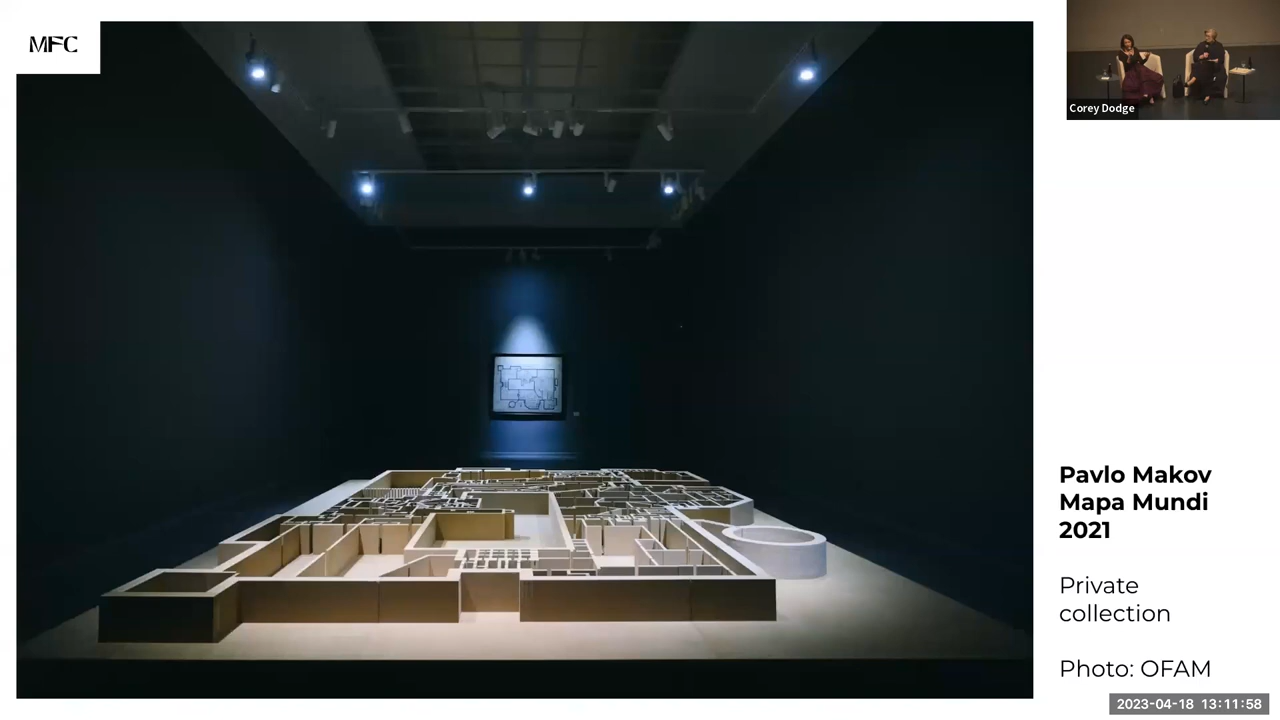 MFC
Corey Dodge
Pavlo Makov
Mapa Mundi
2021
Private
collection
Photo: OFAM
2023-04-18 13:11:58